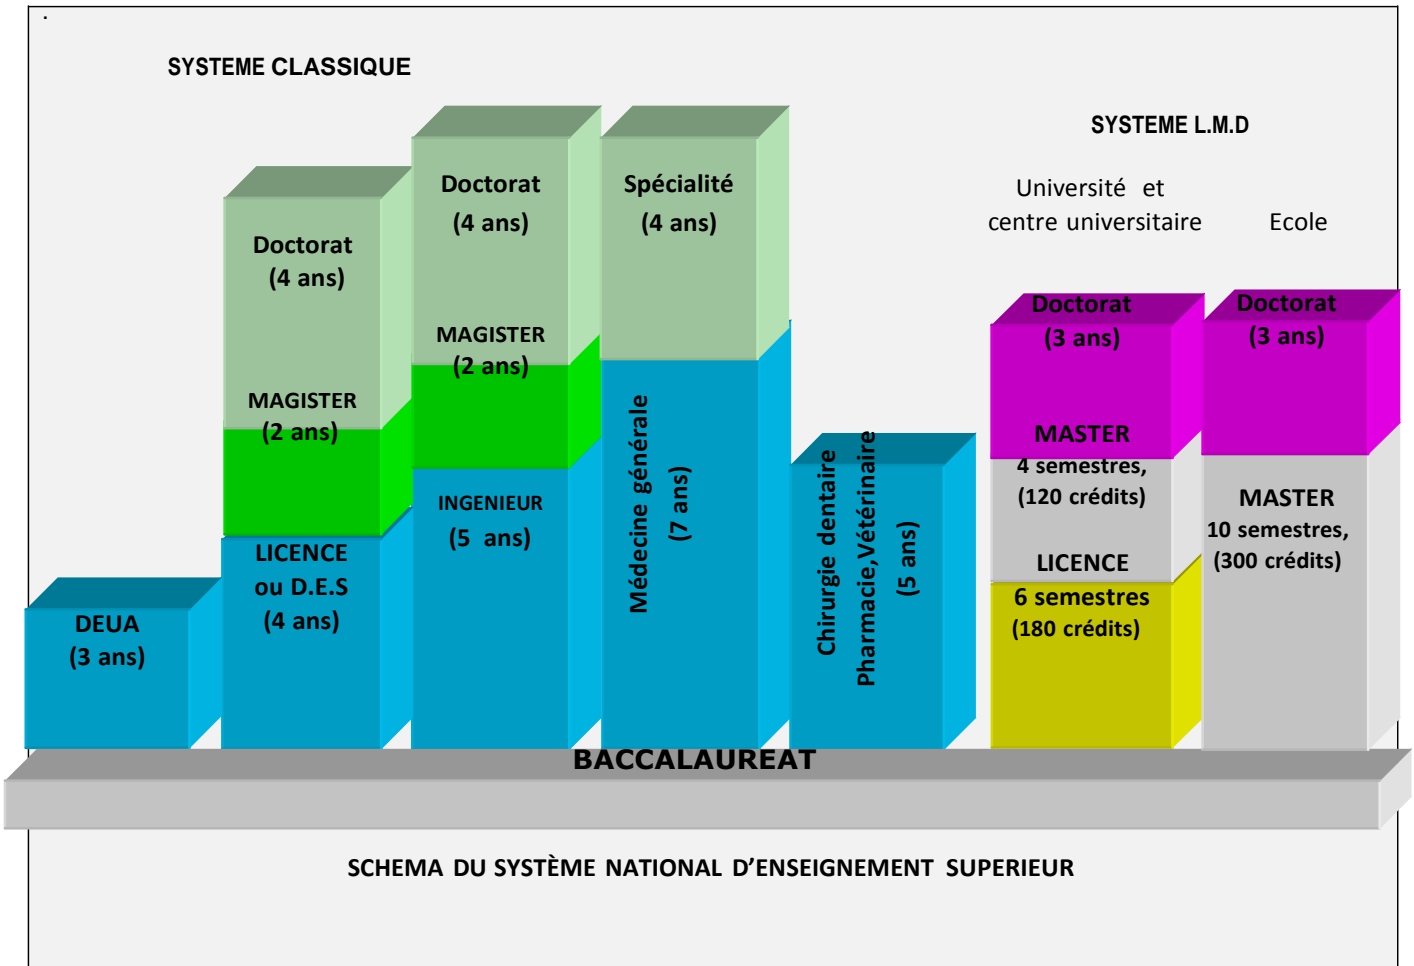 .
SYSTEME CLASSIQUE
DEUA
(3 ans)
Doctorat
(4 ans)
MAGISTER
(2 ans)
LICENCE
ou D.E.S
(4 ans)
Doctorat
(4 ans)
MAGISTER
(2 ans)
INGENIEUR
(5 ans)
Spécialité
(4 ans)
Médecine générale
(7 ans)
Chirurgie dentaire
Pharmacie,Vétérinaire
(5 ans)
SYSTEME L.M.D
Université et
centre universitaire
Doctorat
(3 ans)
MASTER
4 semestres,
(120 crédits)
LICENCE
6 semestres
(180 crédits)
Ecole
Doctorat
(3 ans)
MASTER
10 semestres,
(300 crédits)
BACCALAUREAT
SCHEMA DU SYSTÈME NATIONAL D’ENSEIGNEMENT SUPERIEUR